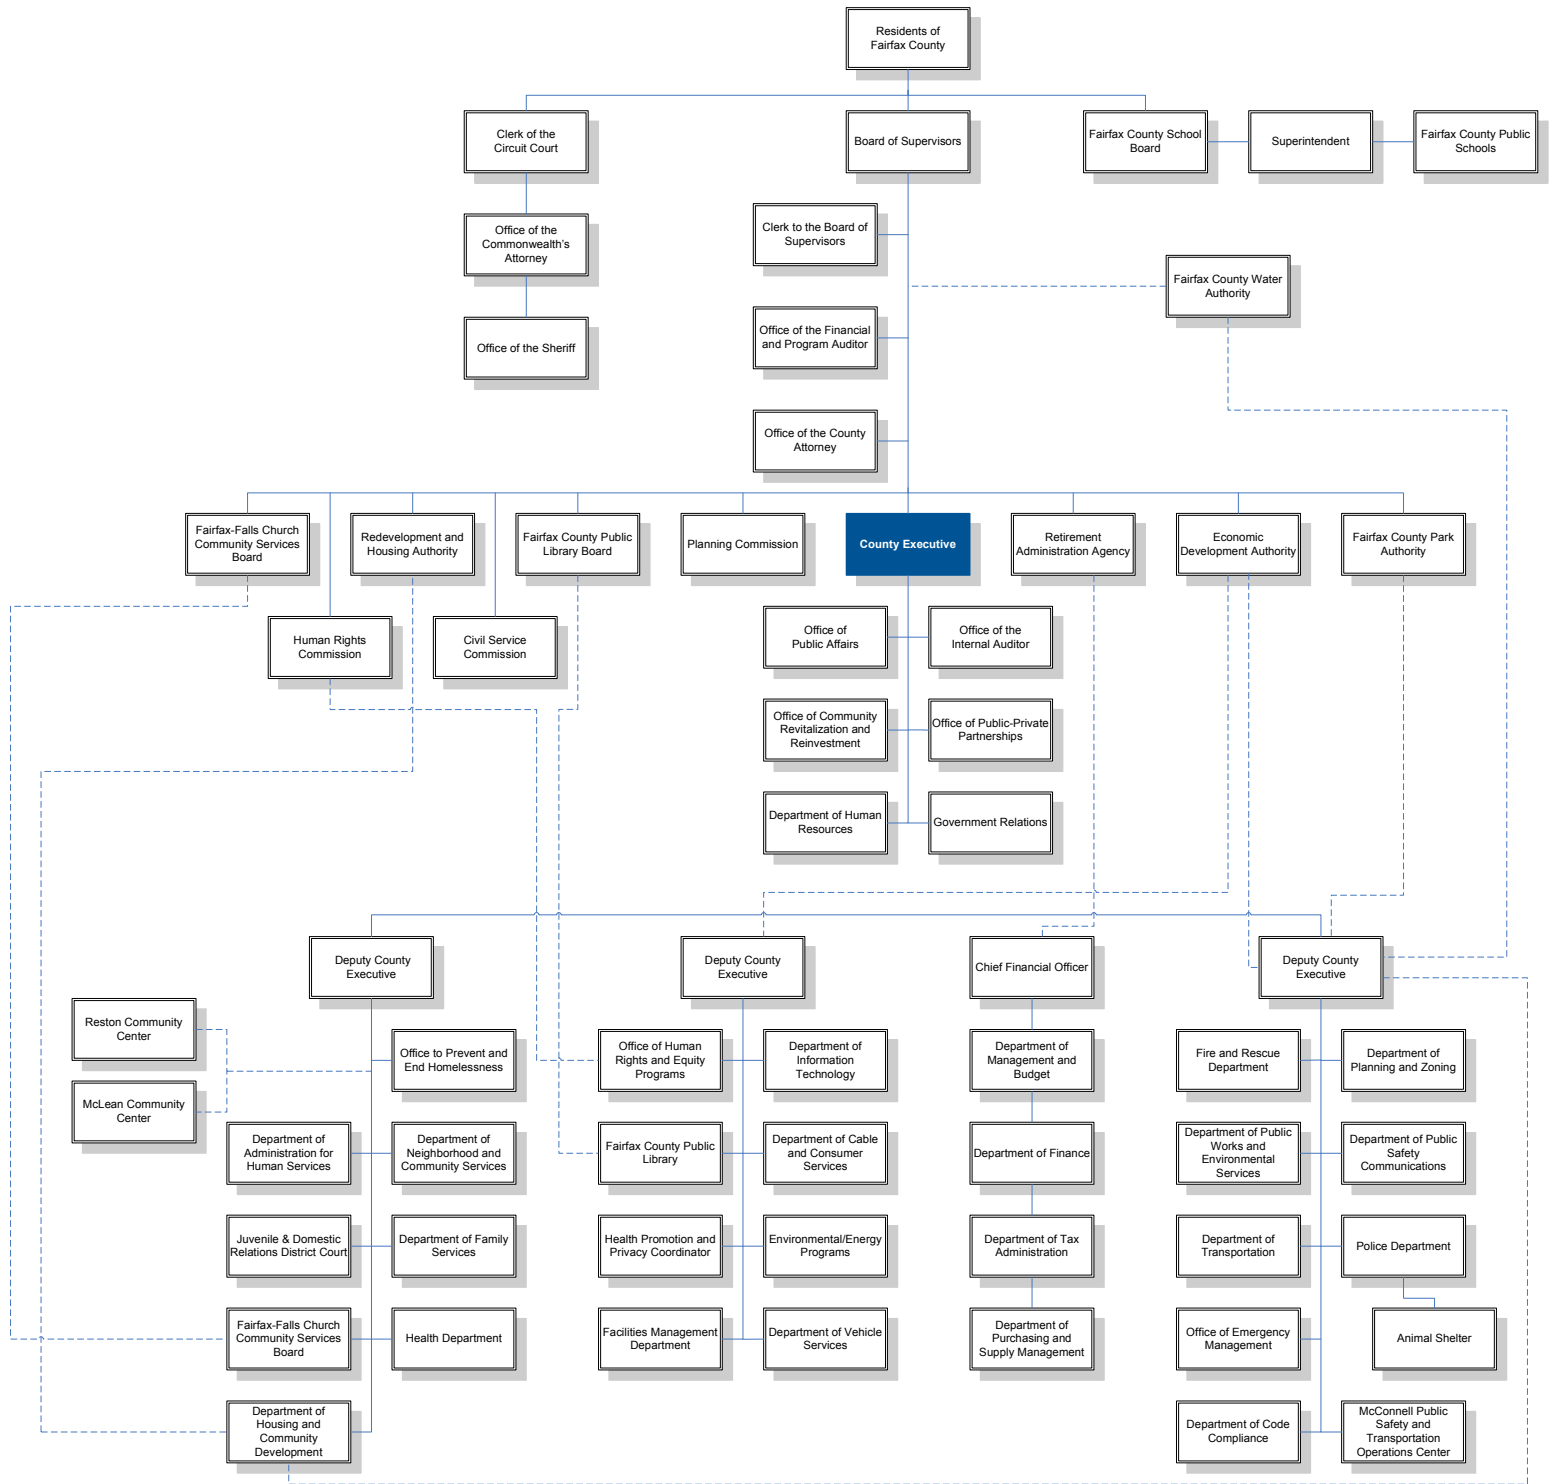 Residents of
Fairfax County
Clerk of the
Circuit Court
Board of Supervisors
Fairfax County School
Board
Superintendent
Fairfax County Public
Schools
Clerk to the Board of
Supervisors
Office of the
Commonwealth's
Attorney
Fairfax County Water
Authority
Office of the Financial
and Program Auditor
Office of the Sheriff
Office of the County
Attorney
Fairfax-Falls Church
Community Services
Board
Redevelopment and
Housing Authority
Fairfax County Public
Library Board
Planning Commission
County Executive
Retirement
Administration Agency
Economic
Development Authority
Fairfax County Park
Authority
Human Rights
Commission
Civil Service
Commission
Office of
Public Affairs
Office of the
Internal Auditor
Office of Community
Revitalization and
Reinvestment
Office of Public-Private
Partnerships
Department of Human
Resources
Government Relations
Deputy County
Executive
Deputy County
Executive
Chief Financial Officer
Deputy County
Executive
Reston Community
Center
Office to Prevent and
End Homelessness
Office of Human
Rights and Equity
Programs
Department of
Information
Technology
Department of
Management and
Budget
Fire and Rescue
Department
Department of
Planning and Zoning
McLean Community
Center
Department of
Administration for
Human Services
Department of
Neighborhood and
Community Services
Fairfax County Public
Library
Department of Cable
and Consumer
Services
Department of Finance
Department of Public
Works and
Environmental
Services
Department of Public
Safety
Communications
Juvenile & Domestic
Relations District Court
Department of Family
Services
Health Promotion and
Privacy Coordinator
Environmental/Energy
Programs
Department of Tax
Administration
Department of
Transportation
Police Department
Fairfax-Falls Church
Community Services
Board
Health Department
Facilities Management
Department
Department of Vehicle
Services
Department of
Purchasing and
Supply Management
Office of Emergency
Management
Animal Shelter
Department of
Housing and
Community
Development
Department of Code
Compliance
McConnell Public
Safety and
Transportation
Operations Center